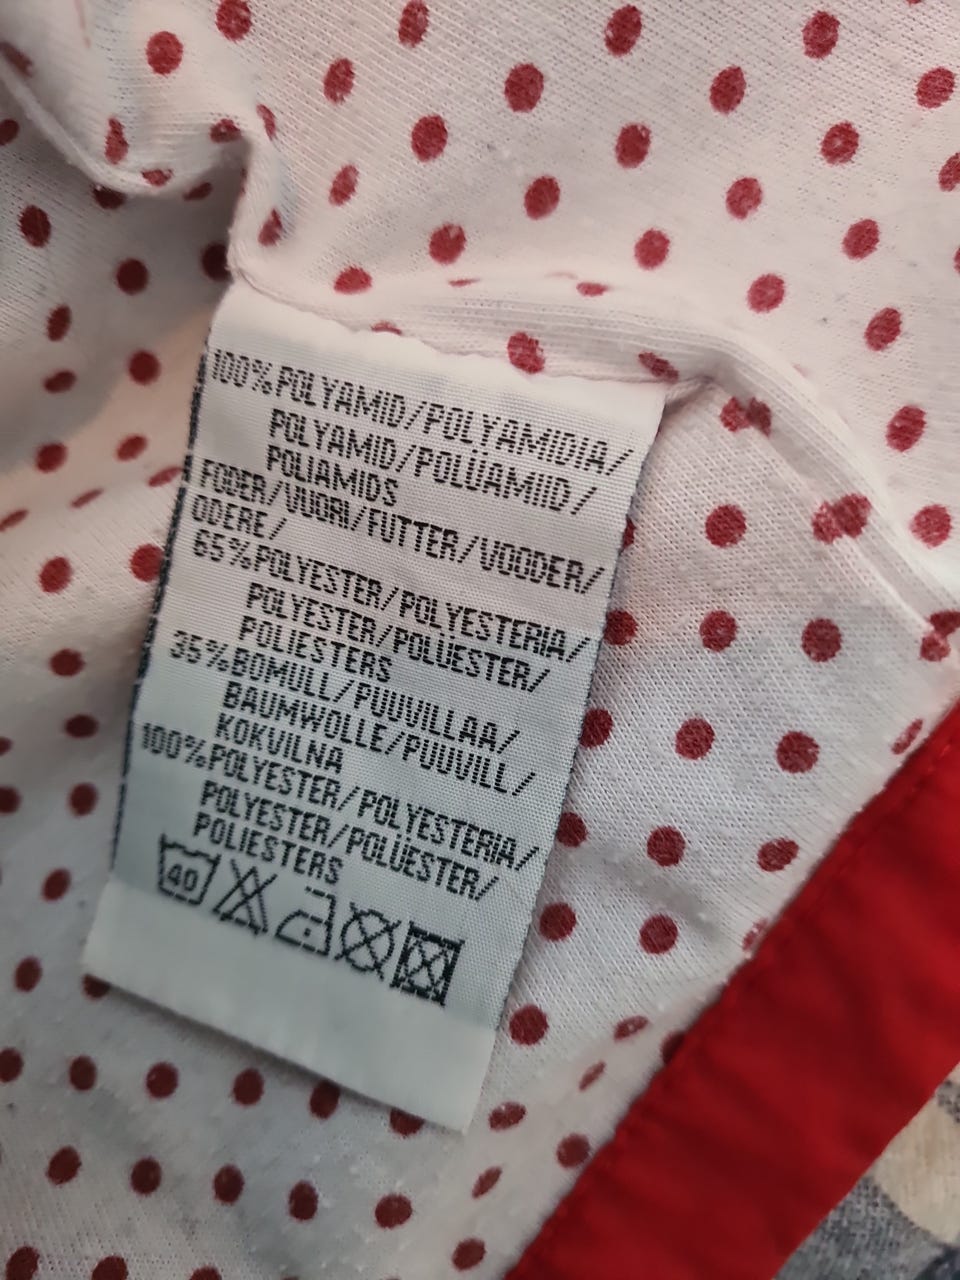 100%POLYAMID/POLYAMIDIA/
POLYAMID/POLÜAMIID/
POLIAMIDS
FODER/VUORI/FUTTER/VOODER/
ODERE/
65%POLYESTER/POLYESTERIA/
POLYESTER/POLÜESTER/
POLIESTERS
35%BOMULL/PUUVILLAA/
BAUMWOLLE/PUUVILL/
KOKVILNA
100%POLYESTER/POLYESTERIA/
POLYESTER/POLÜESTER/
POLIESTERS
40